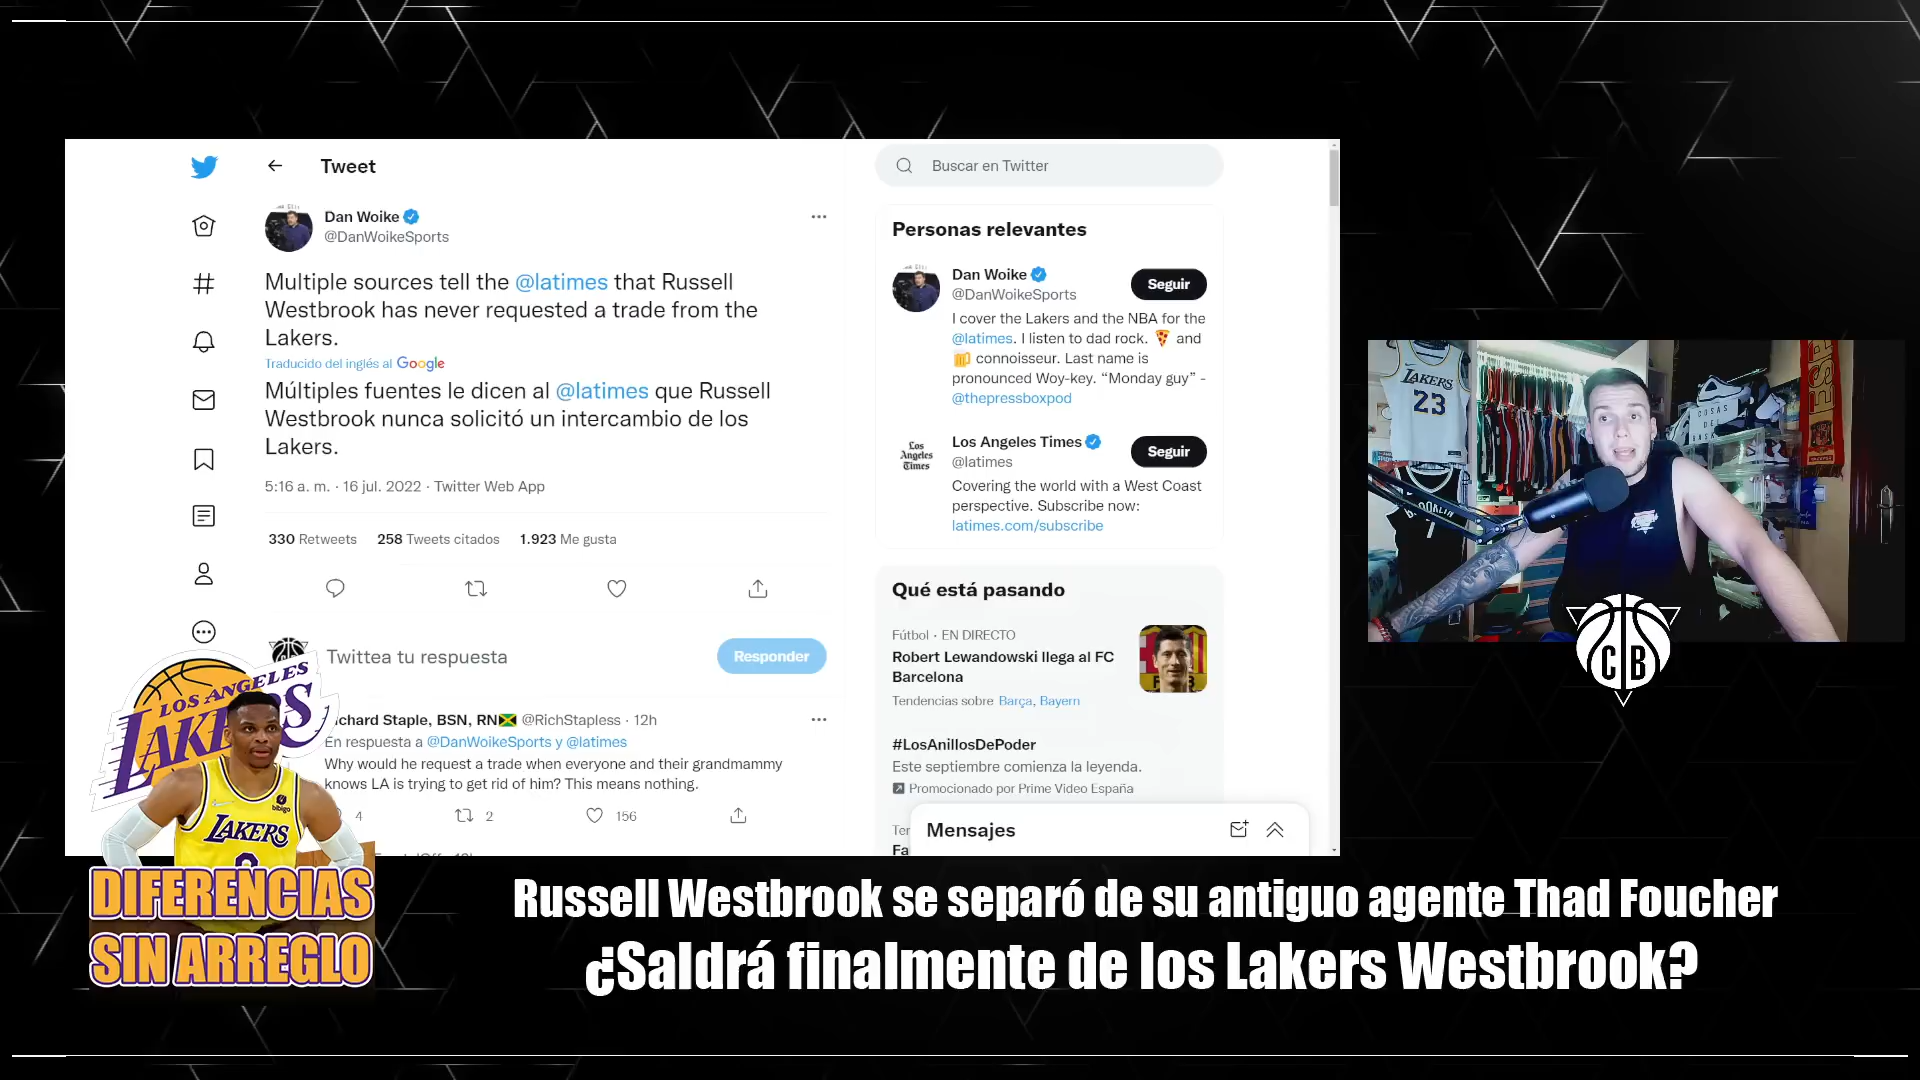 Tweet
Buscar en Twitter
Dan Woike
@DanWoikeSports
Multiple sources tell the @latimes that Russell
Westbrook has never requested a trade from the
Lakers.
Traducido del inglés al Google
Múltiples fuentes le dicen al @latimes que Russell
Westbrook nunca solicitó un intercambio de los
Lakers.
5:16 a. m. · 16 jul. 2022 · Twitter Web App
330 Retweets 258 Tweets citados 1.923 Me gusta
Twittea tu respuesta
Responder
chard Staple, BSN, RN @RichStapless · 12h
En respuesta a @DanWoikeSports y @latimes
Why would he request a trade when everyone and their grandmammy
knows LA is trying to get rid of him? This means nothing.
4 2 156
Personas relevantes
Dan Woike
@DanWoikeSports
Seguir
I cover the Lakers and the NBA for the
@latimes. I listen to dad rock. 🍕 and
🍻 connoisseur. Last name is
pronounced Woy-key. “Monday guy” -
@thepressboxpod
Los Angeles Times
Los Angeles Times
@latimes
Seguir
Covering the world with a West Coast
perspective. Subscribe now:
latimes.com/subscribe
Qué está pasando
Fútbol · EN DIRECTO
Robert Lewandowski llega al FC
Barcelona
Tendencias sobre Barça, Bayern
#LosAnillosDePoder
Este septiembre comienza la leyenda.
Promocionado por Prime Video España
Ter
Fa
Mensajes
LAKERS
23
BROOKLYN
7
COSAS
DEL
CB
LOS ANGELES
LAKERS
bibigo
LAKERS
DIFERENCIAS
SIN ARREGLO
Russell Westbrook se separó de su antiguo agente Thad Foucher
¿Saldrá finalmente de los Lakers Westbrook?